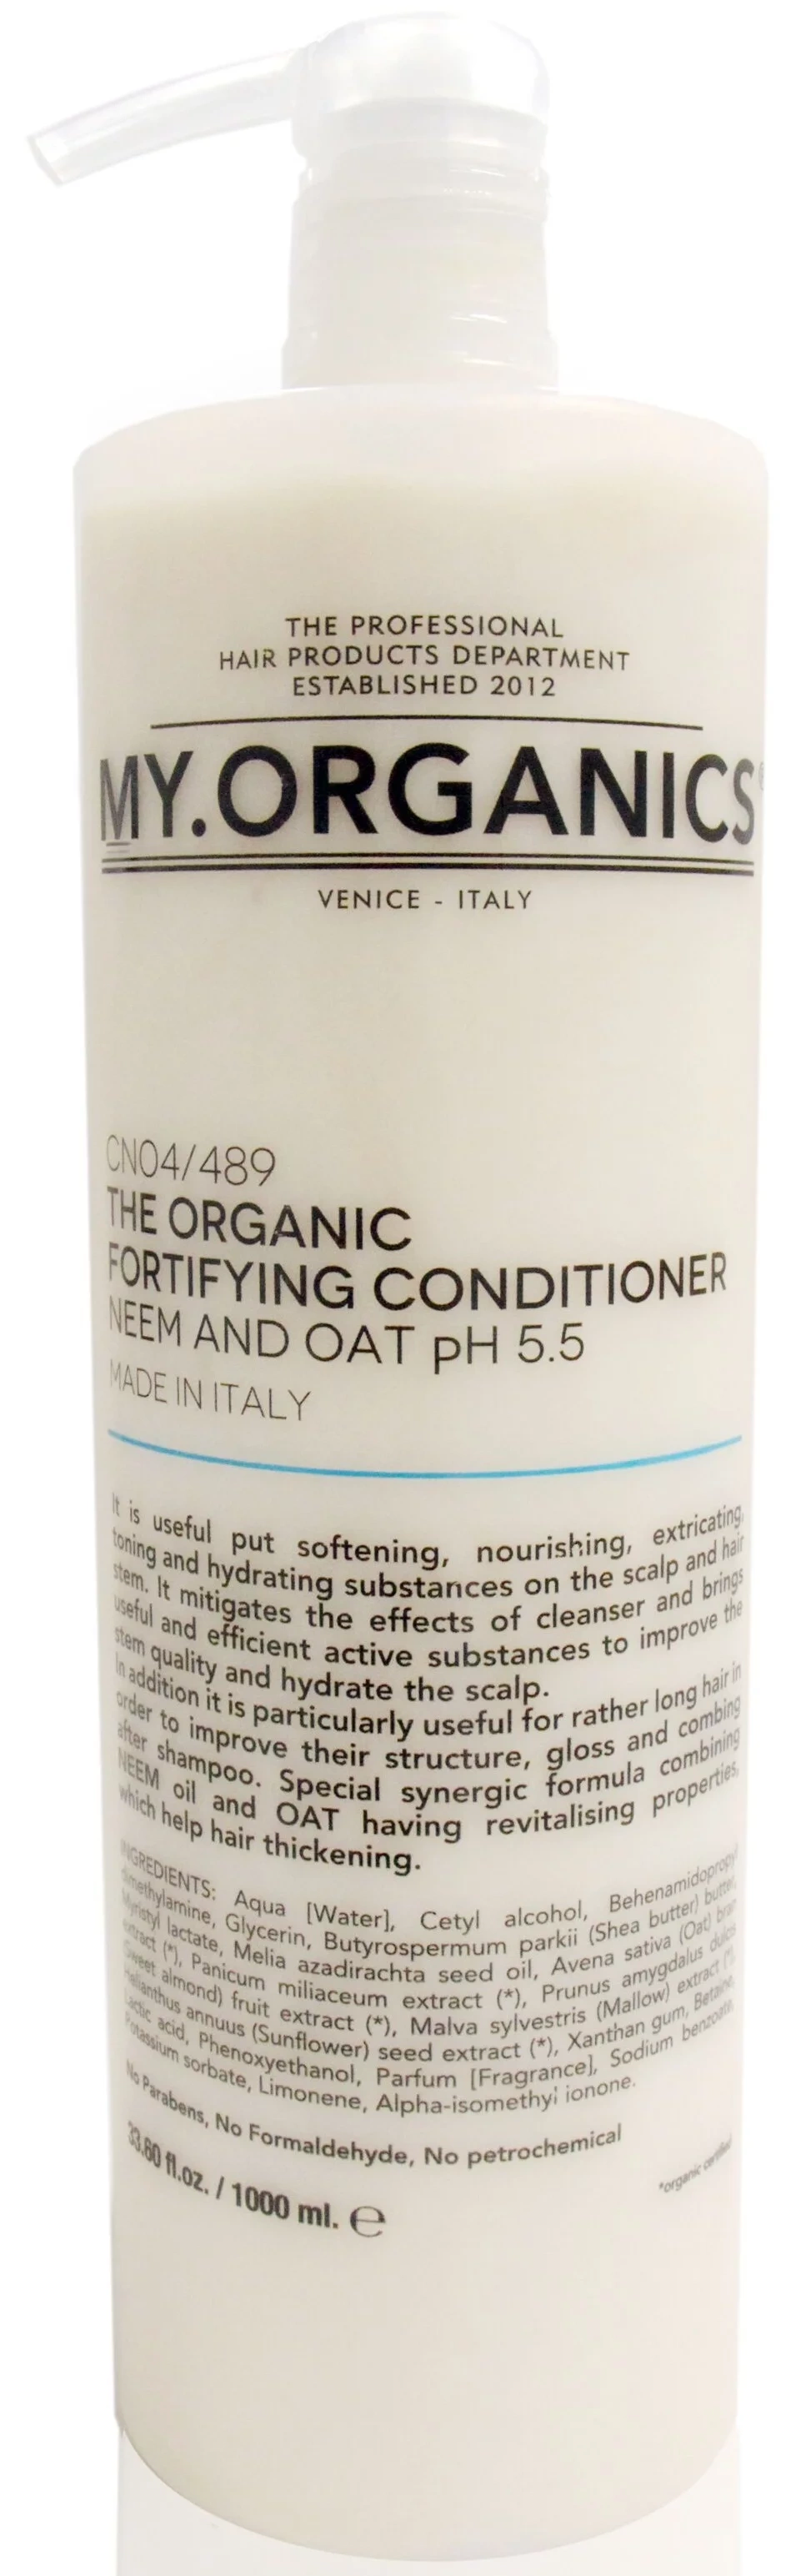 THE PROFESSIONAL
HAIR PRODUCTS DEPARTMENT
ESTABLISHED 2012
MY.ORGANICS®
VENICE - ITALY
CN04/489
THE ORGANIC
FORTIFYING CONDITIONER
NEEM AND OAT pH 5.5
MADE IN ITALY
It is useful put softening, nourishing, extricating,
toning and hydrating substances on the scalp and hair
stem. It mitigates the effects of cleanser and brings
useful and efficient active substances to improve the
stem quality and hydrate the scalp.
In addition it is particularly useful for rather long hair in
order to improve their structure, gloss and combing
after shampoo. Special synergic formula combining
NEEM oil and OAT having revitalising properties,
which help hair thickening.
INGREDIENTS: Aqua [Water], Cetyl alcohol, Behenamidopropyl
dimethylamine, Glycerin, Butyrospermum parkii (Shea butter) butter,
Myristyl lactate, Melia azadirachta seed oil, Avena sativa (Oat) bran
extract (*), Panicum miliaceum extract (*), Prunus amygdalus dulcis
(Sweet almond) fruit extract (*), Malva sylvestris (Mallow) extract (*),
Helianthus annuus (Sunflower) seed extract (*), Xanthan gum, Betaine,
Lactic acid, Phenoxyethanol, Parfum [Fragrance], Sodium benzoate,
Potassium sorbate, Limonene, Alpha-isomethyl ionone.
No Parabens, No Formaldehyde, No petrochemical
*organic certified
33.80 fl.oz. / 1000 ml. ℮